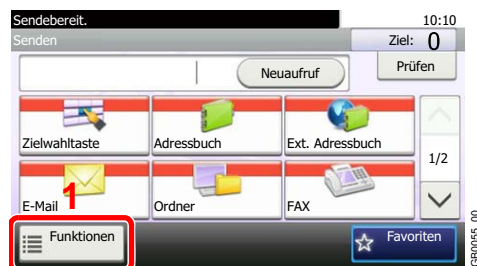 Sendebereit. 10:10
Senden Ziel: 0
Neuaufruf Prüfen
Zielwahltaste Adressbuch Ext. Adressbuch
1/2
1
E-Mail Ordner FAX
Funktionen Favoriten
GB0055_00